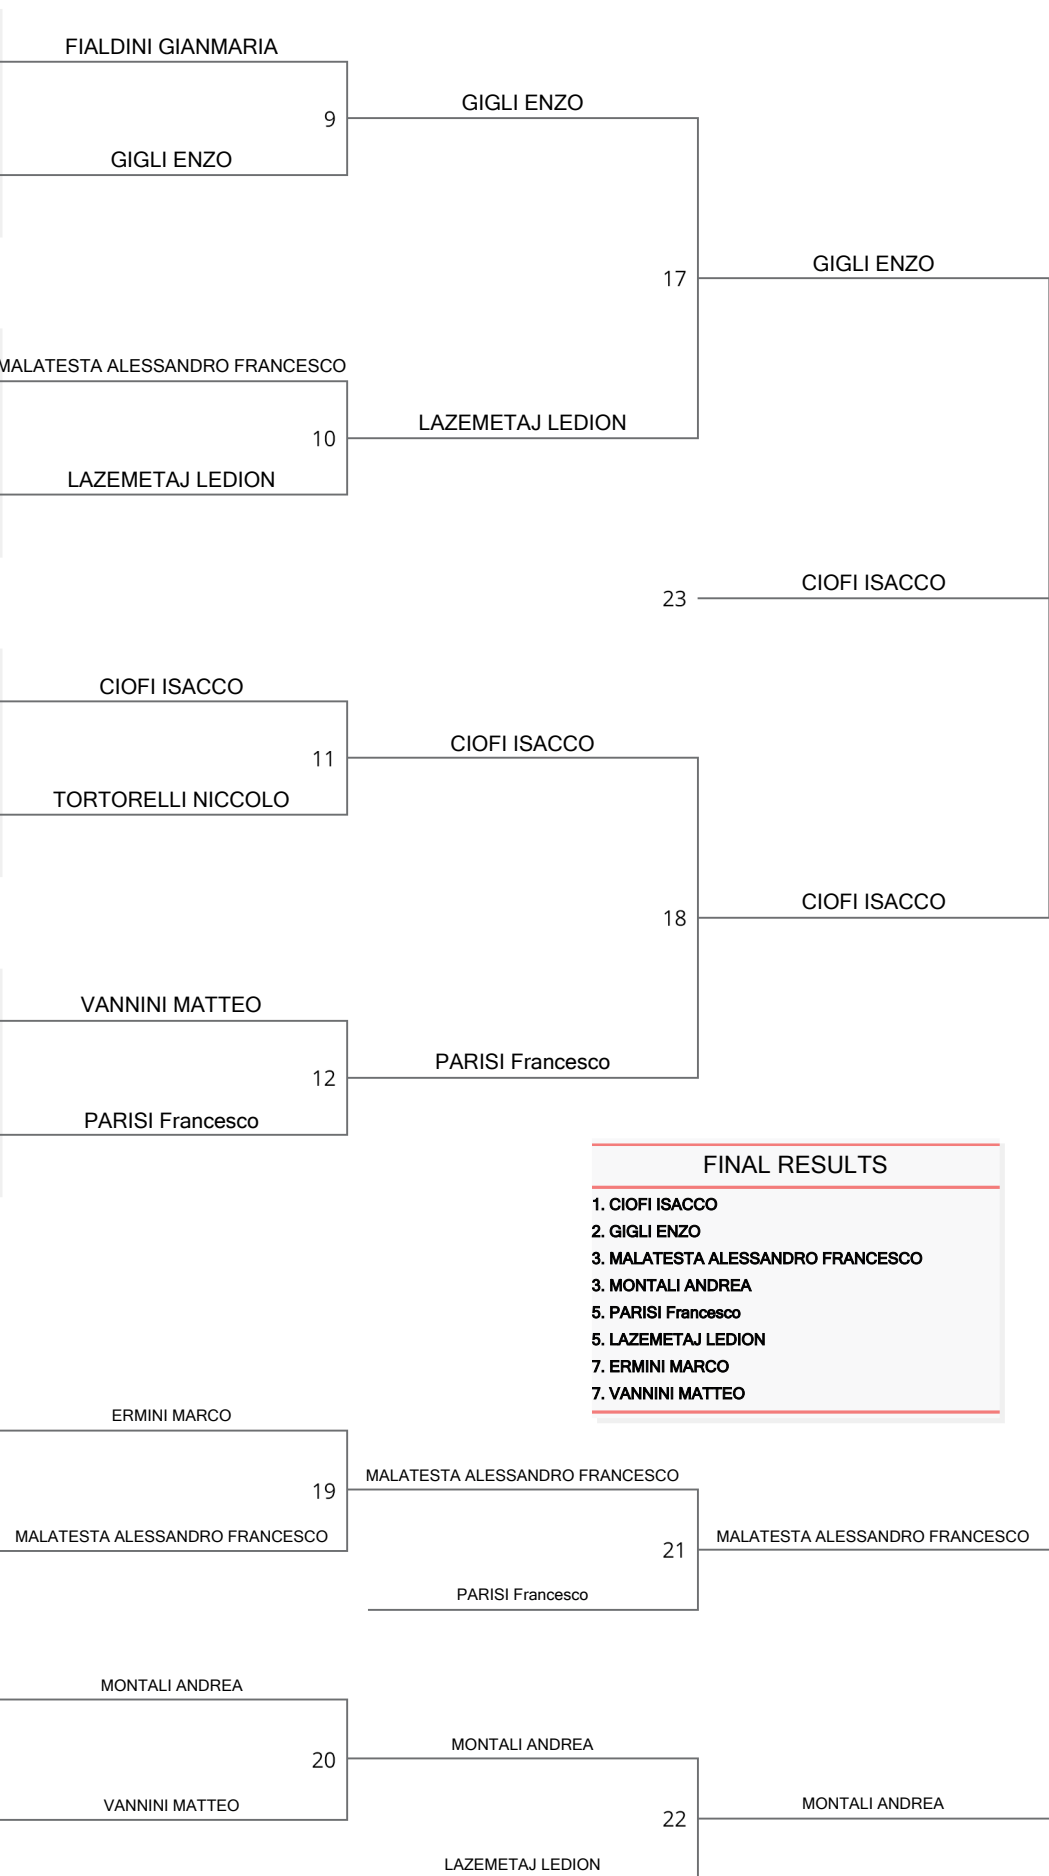 FIALDINI GIANMARIA
GIGLI ENZO
9
GIGLI ENZO
GIGLI ENZO
17
MALATESTA ALESSANDRO FRANCESCO
LAZEMETAJ LEDION
10
LAZEMETAJ LEDION
CIOFI ISACCO
23
CIOFI ISACCO
CIOFI ISACCO
11
TORTORELLI NICCOLO
CIOFI ISACCO
18
VANNINI MATTEO
PARISI Francesco
12
PARISI Francesco
FINAL RESULTS
1. CIOFI ISACCO
2. GIGLI ENZO
3. MALATESTA ALESSANDRO FRANCESCO
3. MONTALI ANDREA
5. PARISI Francesco
5. LAZEMETAJ LEDION
7. ERMINI MARCO
7. VANNINI MATTEO
ERMINI MARCO
MALATESTA ALESSANDRO FRANCESCO
19
MALATESTA ALESSANDRO FRANCESCO
MALATESTA ALESSANDRO FRANCESCO
21
PARISI Francesco
MONTALI ANDREA
MONTALI ANDREA
20
VANNINI MATTEO
MONTALI ANDREA
22
LAZEMETAJ LEDION